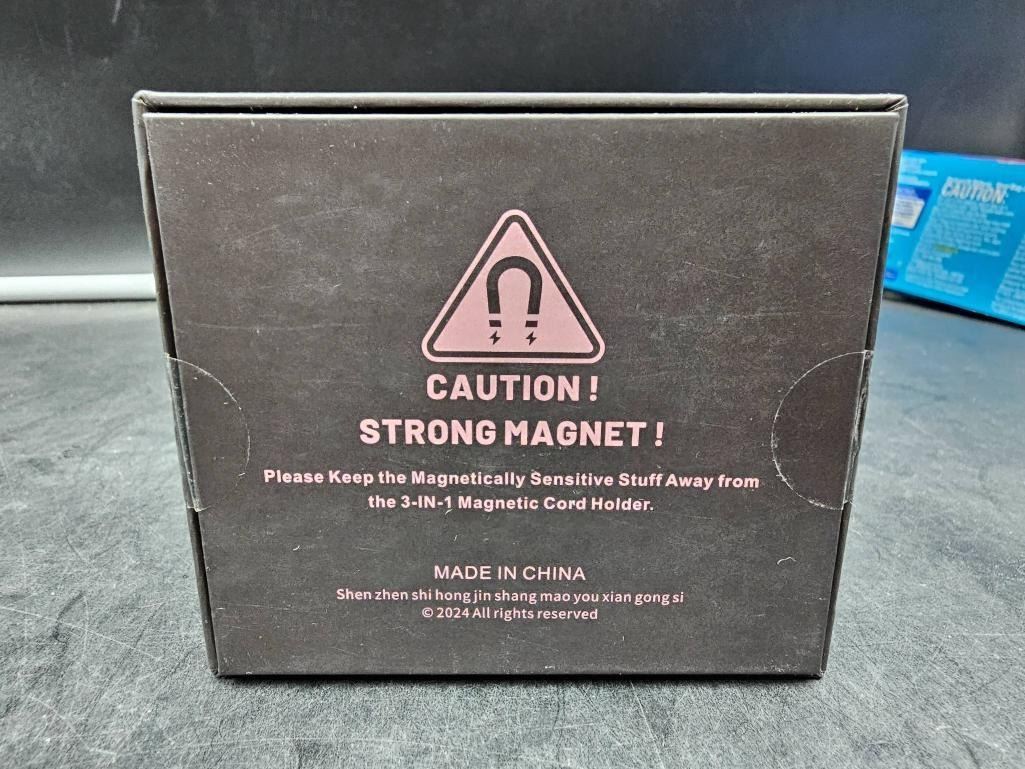 CAUTION !
STRONG MAGNET !
Please Keep the Magnetically Sensitive Stuff Away from
the 3-IN-1 Magnetic Cord Holder.
MADE IN CHINA
Shen zhen shi hong jin shang mao you xian gong si
© 2024 All rights reserved
CAUTION: